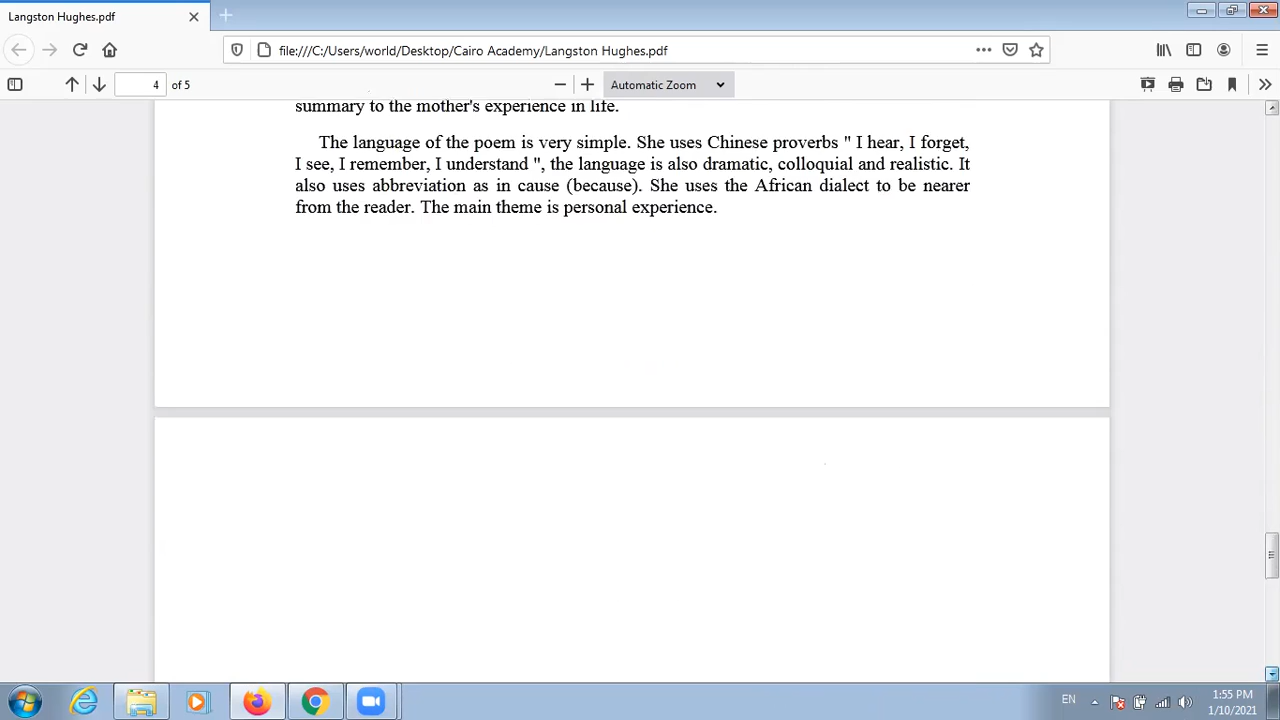 Langston Hughes.pdf
file:///C:/Users/world/Desktop/Cairo Academy/Langston Hughes.pdf
4 of 5
Automatic Zoom
summary to the mother's experience in life.
The language of the poem is very simple. She uses Chinese proverbs " I hear, I forget,
I see, I remember, I understand ", the language is also dramatic, colloquial and realistic. It
also uses abbreviation as in cause (because). She uses the African dialect to be nearer
from the reader. The main theme is personal experience.
EN
1:55 PM
1/10/2021